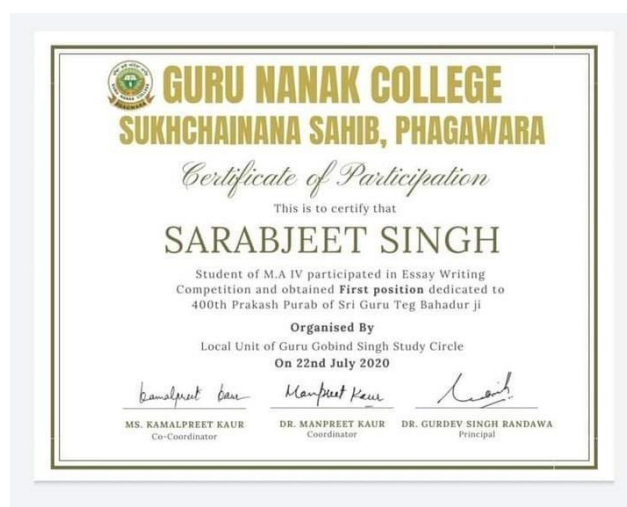 GURU NANAK COLLEGE
SUKHCHAINANA SAHIB, PHAGAWARA
Certificate of Participation
This is to certify that
SARABJEET SINGH
Student of M.A IV participated in Essay Writing
Competition and obtained First position dedicated to
400th Prakash Purab of Sri Guru Teg Bahadur ji
Organised By
Local Unit of Guru Gobind Singh Study Circle
On 22nd July 2020
kamalpreet kaur Manpreet Kaur
MS. KAMALPREET KAUR DR. MANPREET KAUR DR. GURDEV SINGH RANDAWA
Co-Coordinator Coordinator Principal